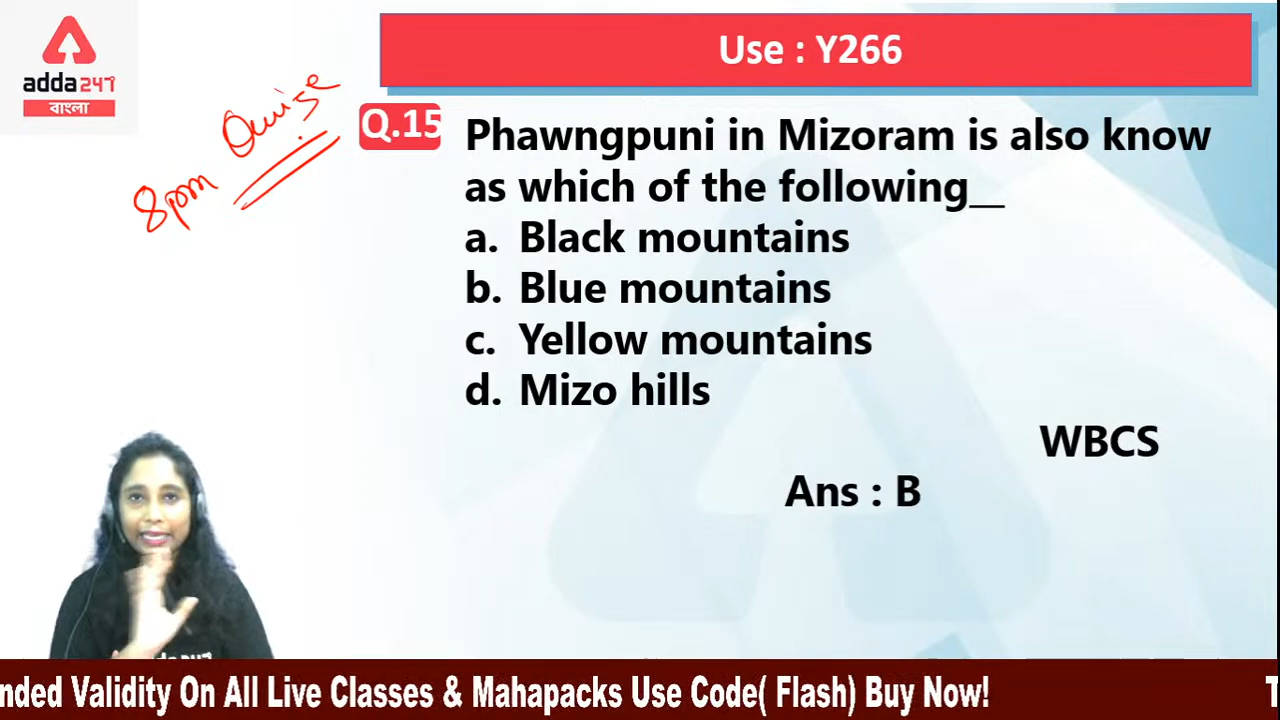 adda247
বাংলা
Use : Y266
8pm Quise
Q.15
Phawngpuni in Mizoram is also know
as which of the following__
a. Black mountains
b. Blue mountains
c. Yellow mountains
d. Mizo hills
WBCS
Ans : B
nded Validity On All Live Classes & Mahapacks Use Code( Flash) Buy Now!
T